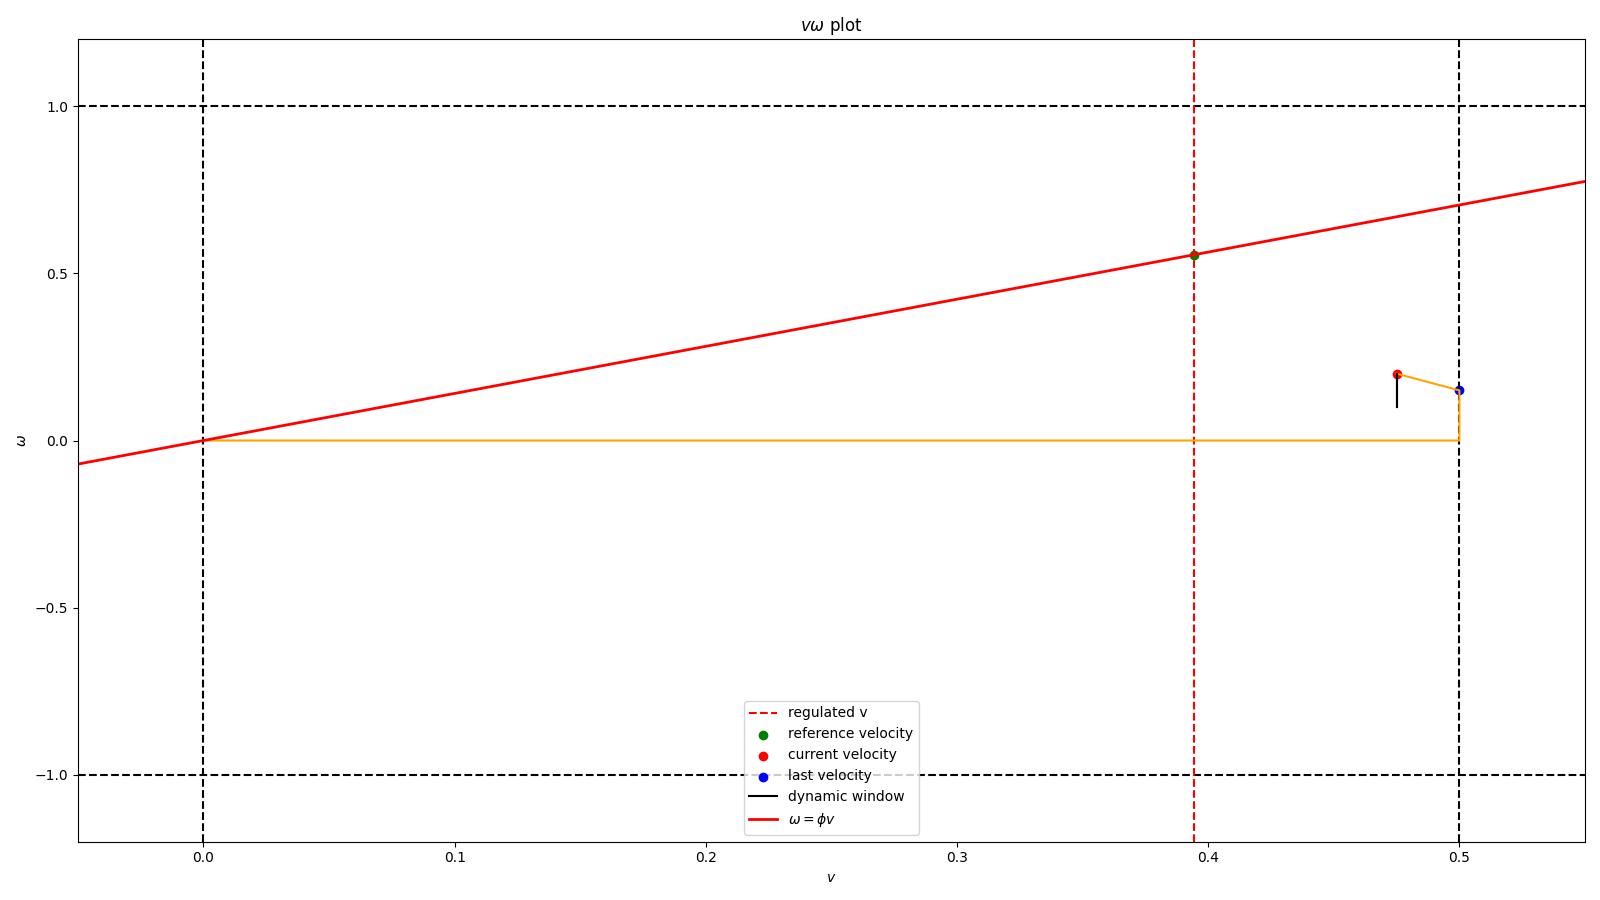 vω plot
1.0
0.5
0.0
−0.5
−1.0
ω
regulated v
reference velocity
current velocity
last velocity
dynamic window
ω = ϕv
0.0 0.1 0.2 0.3 0.4 0.5
v